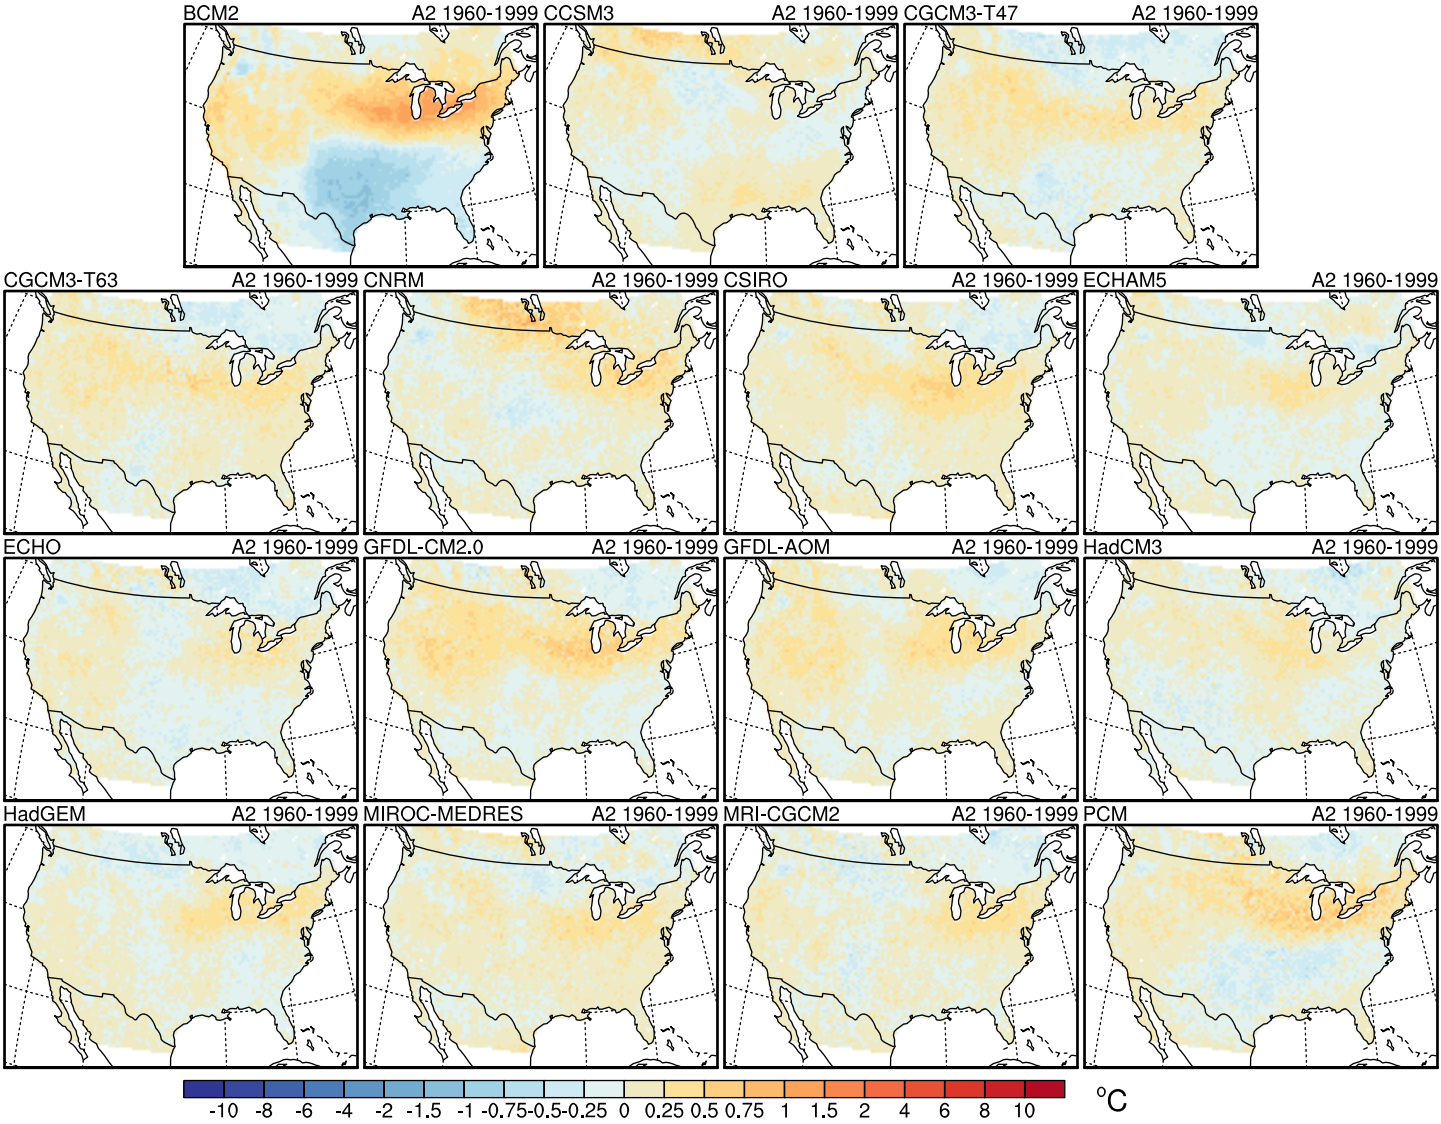 BCM2 A2 1960-1999 CCSM3 A2 1960-1999 CGCM3-T47 A2 1960-1999
CGCM3-T63 A2 1960-1999 CNRM A2 1960-1999 CSIRO A2 1960-1999 ECHAM5 A2 1960-1999
ECHO A2 1960-1999 GFDL-CM2.0 A2 1960-1999 GFDL-AOM A2 1960-1999 HadCM3 A2 1960-1999
HadGEM A2 1960-1999 MIROC-MEDRES A2 1960-1999 MRI-CGCM2 A2 1960-1999 PCM A2 1960-1999
-10 -8 -6 -4 -2 -1.5 -1 -0.75 -0.5 -0.25 0 0.25 0.5 0.75 1 1.5 2 4 6 8 10 °C